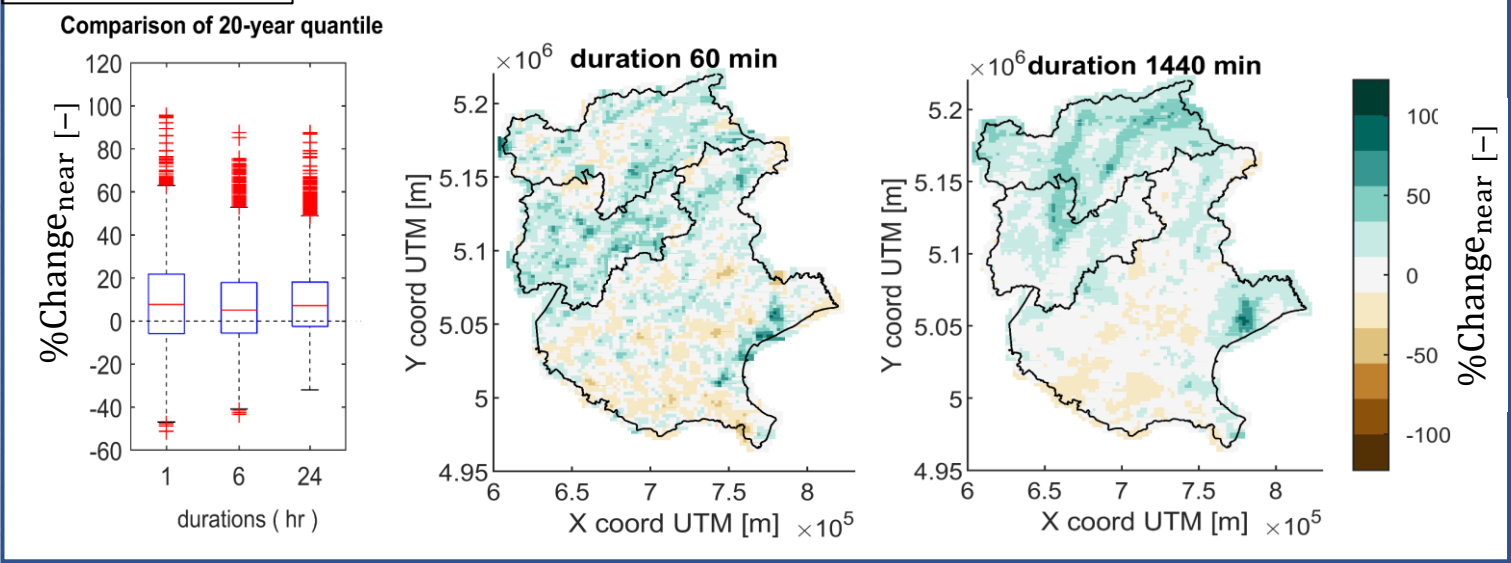 Comparison of 20-year quantile
120
100
80
60
40
20
0
-20
-40
-60
%Change_near [−]
1 6 24
durations ( hr )
×10^6 duration 60 min
5.2
5.15
5.1
5.05
5
4.95
Y coord UTM [m]
6 6.5 7 7.5 8
X coord UTM [m] ×10^5
×10^6 duration 1440 min
5.2
5.15
5.1
5.05
5
4.95
Y coord UTM [m]
6 6.5 7 7.5 8
X coord UTM [m] ×10^5
50
0
-50
-100
%Change_near [−]